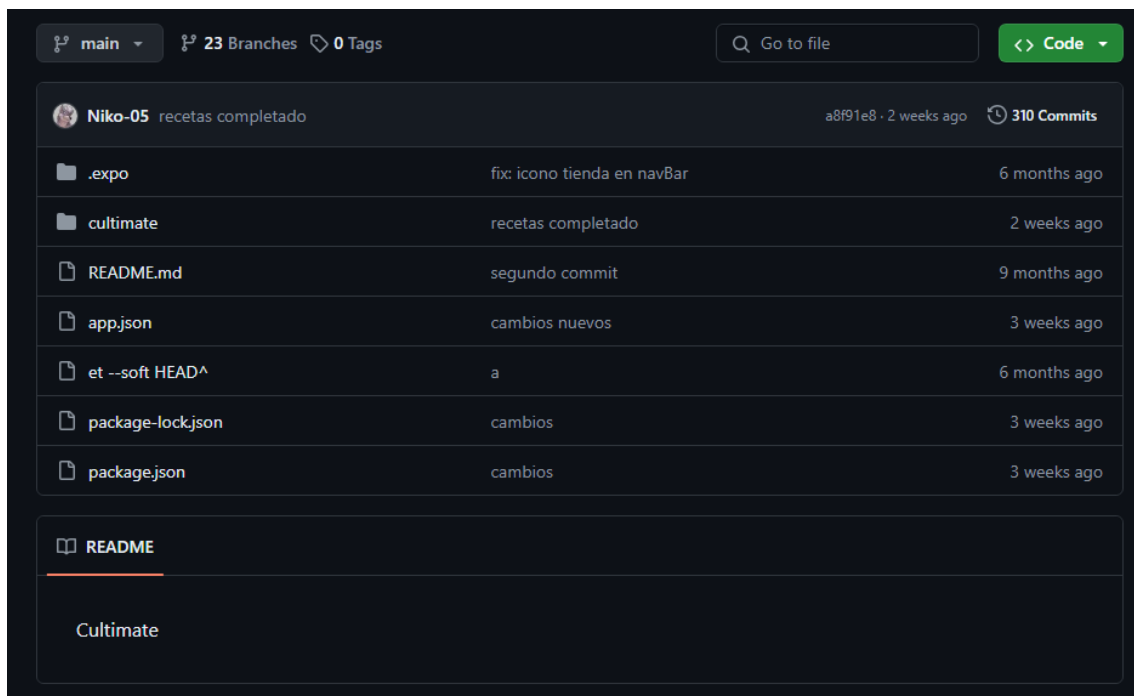 main 23 Branches 0 Tags Go to file Code
Niko-05 recetas completado a8f91e8 · 2 weeks ago 310 Commits
.expo fix: icono tienda en navBar 6 months ago
cultimate recetas completado 2 weeks ago
README.md segundo commit 9 months ago
app.json cambios nuevos 3 weeks ago
et --soft HEAD^ a 6 months ago
package-lock.json cambios 3 weeks ago
package.json cambios 3 weeks ago
README
Cultimate